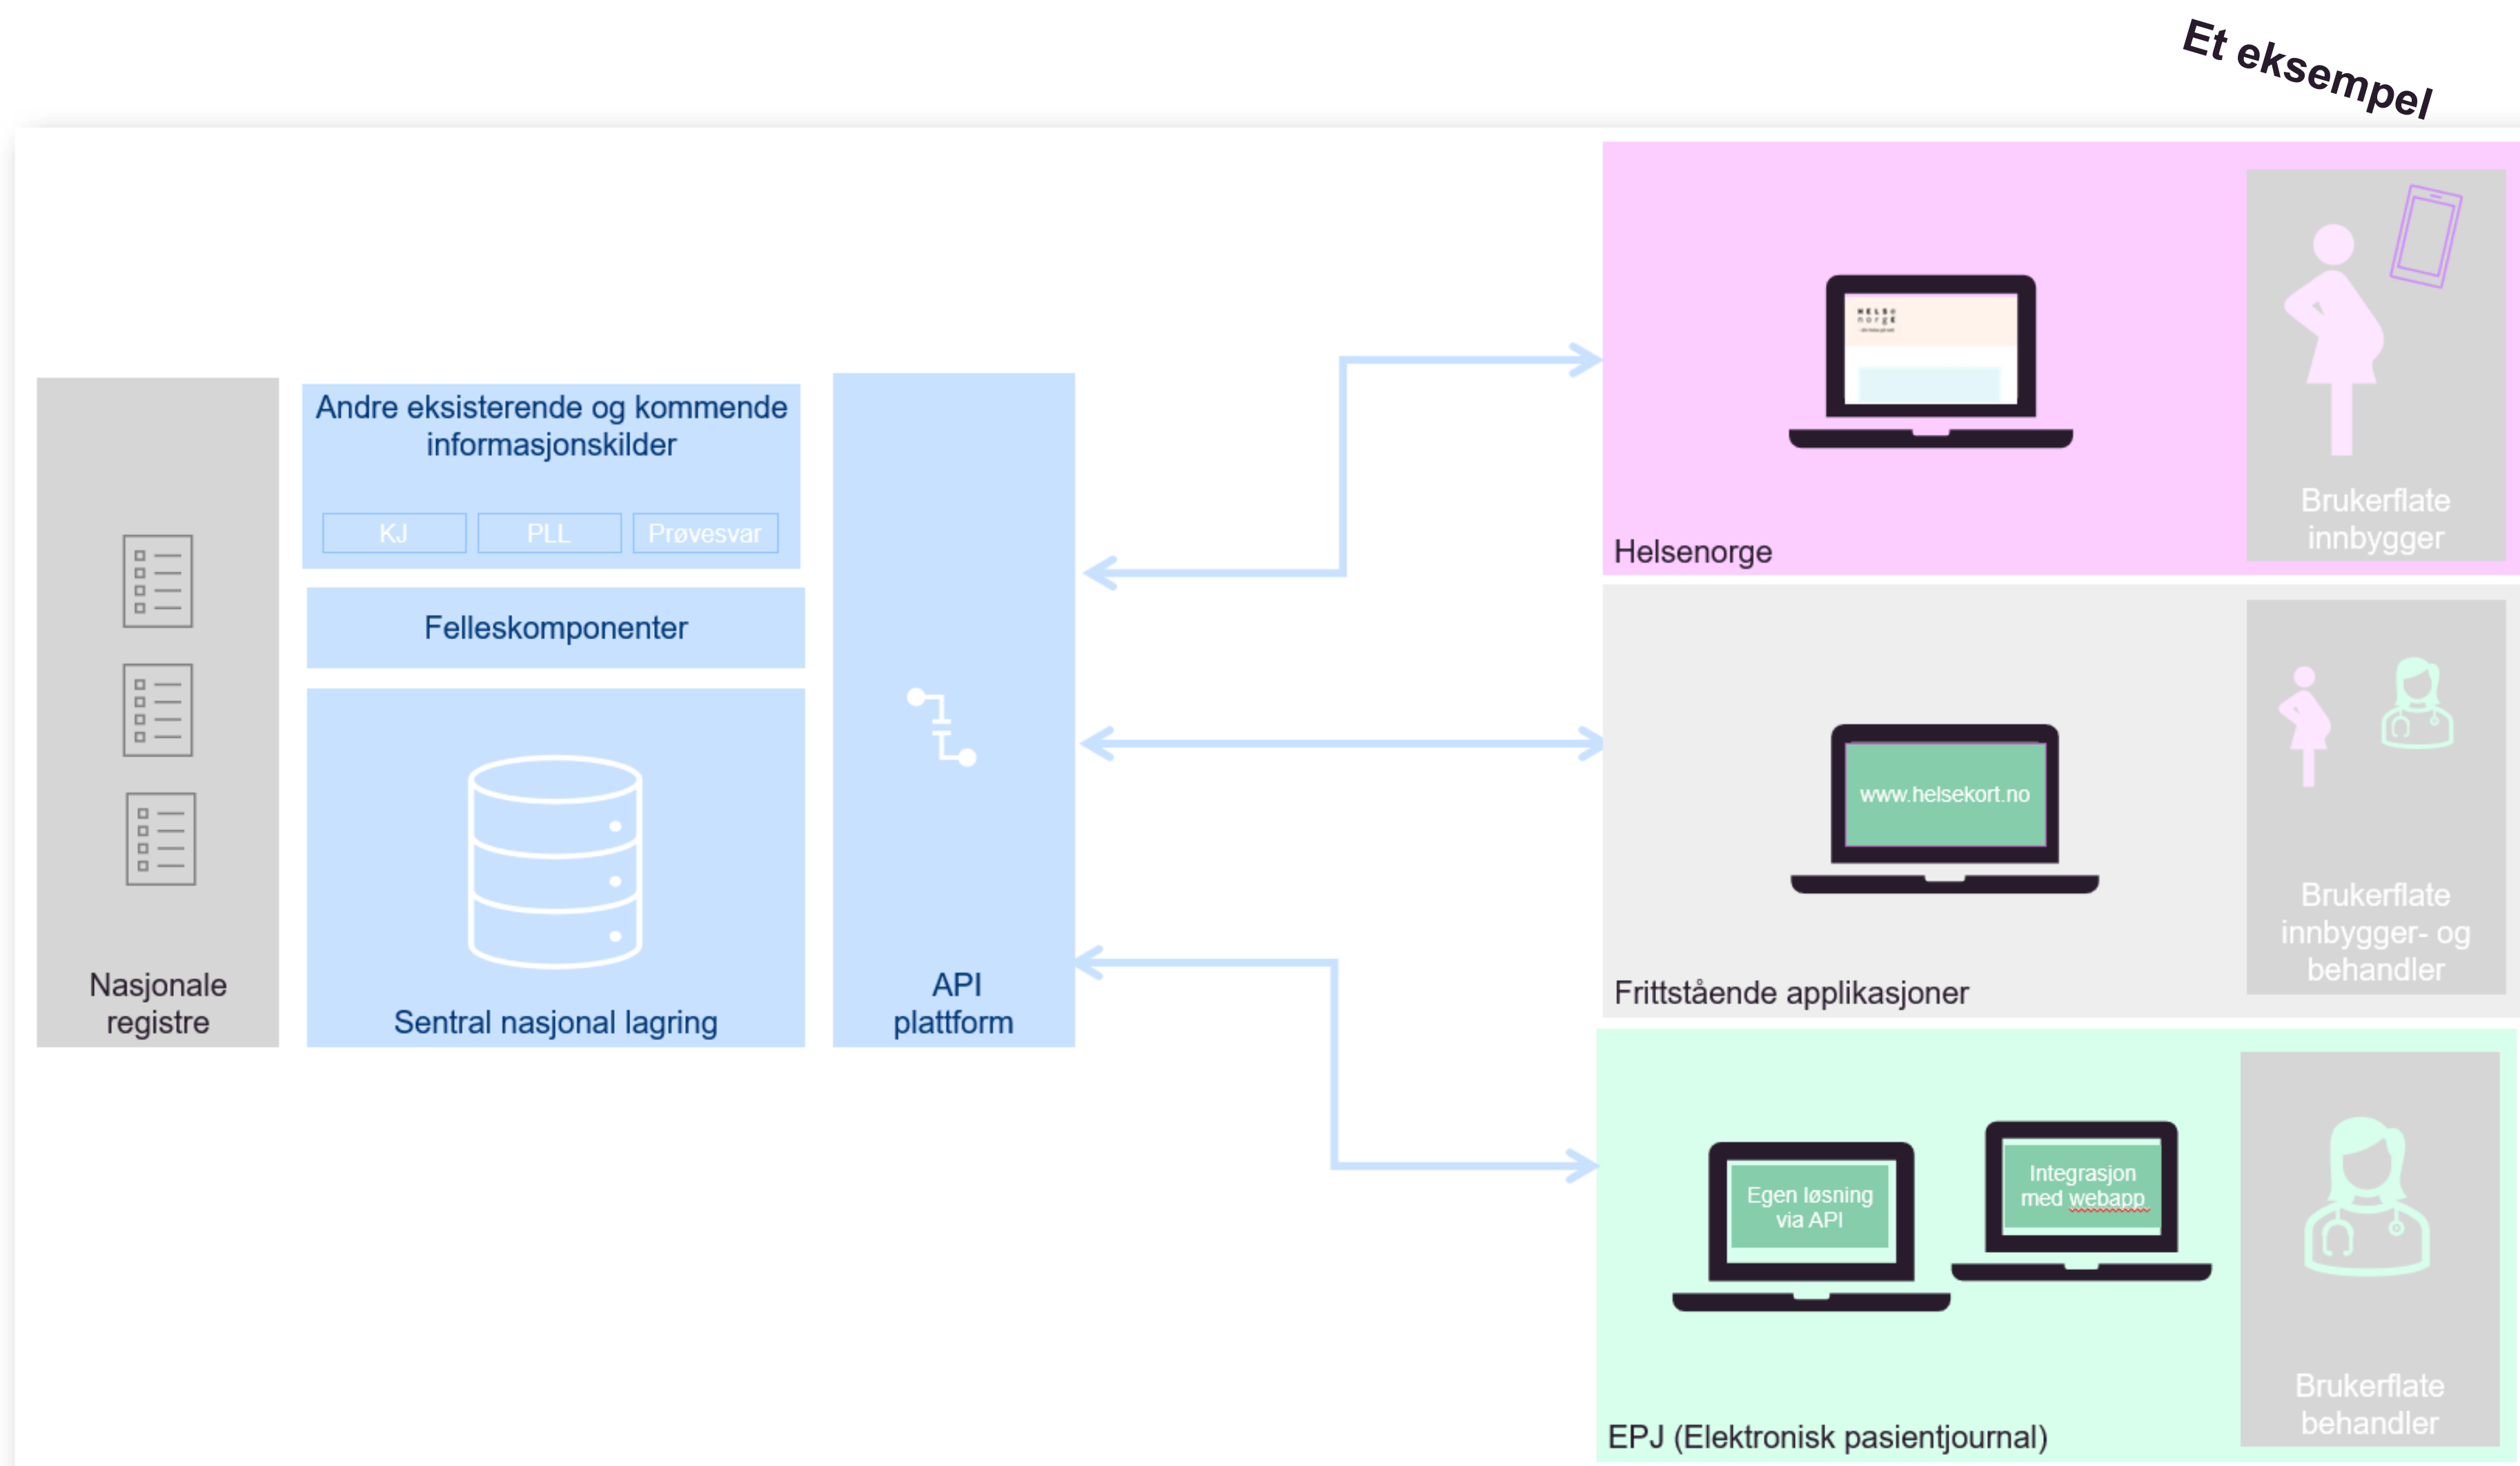 Et eksempel
Andre eksisterende og kommende
informasjonskilder
KJ
PLL
Prøvesvar
Felleskomponenter
Nasjonale
registre
Sentral nasjonal lagring
API
plattform
HELSe
norgE
Brukerflate
innbygger
Helsenorge
www.helsekort.no
Brukerflate
innbygger- og
behandler
Frittstående applikasjoner
Egen løsning
via API
Integrasjon
med webapp
Brukerflate
behandler
EPJ (Elektronisk pasientjournal)